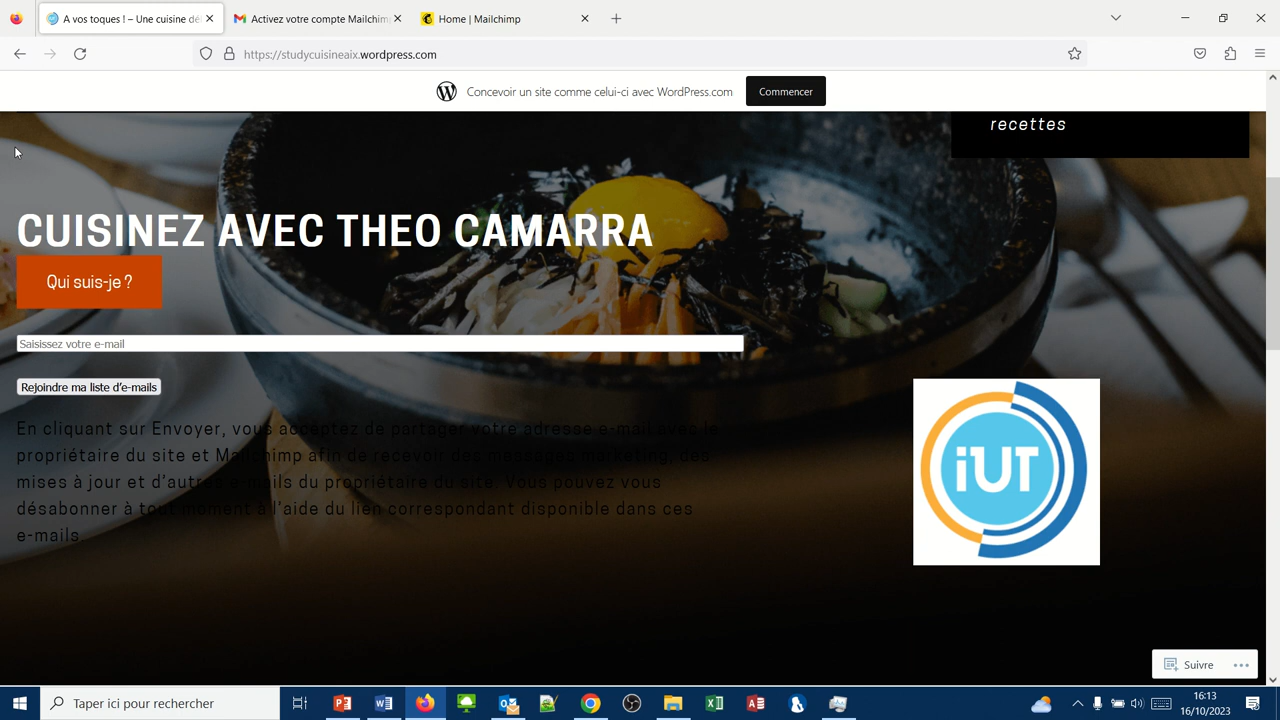 A vos toques ! – Une cuisine dé
Activez votre compte Mailchimp
Home | Mailchimp
https://studycuisineaix.wordpress.com
Concevoir un site comme celui-ci avec WordPress.com
Commencer
recettes
CUISINEZ AVEC THEO CAMARRA
Qui suis-je ?
Saisissez votre e-mail
Rejoindre ma liste d'e-mails
En cliquant sur Envoyer, vous acceptez de partager votre adresse e-mail avec le
propriétaire du site et Mailchimp afin de recevoir des messages marketing, des
mises à jour et d'autres e-mails du propriétaire du site. Vous pouvez vous
désabonner à tout moment à l'aide du lien correspondant disponible dans ces
e-mails.
iUT
Suivre
Taper ici pour rechercher
16:13
16/10/2023